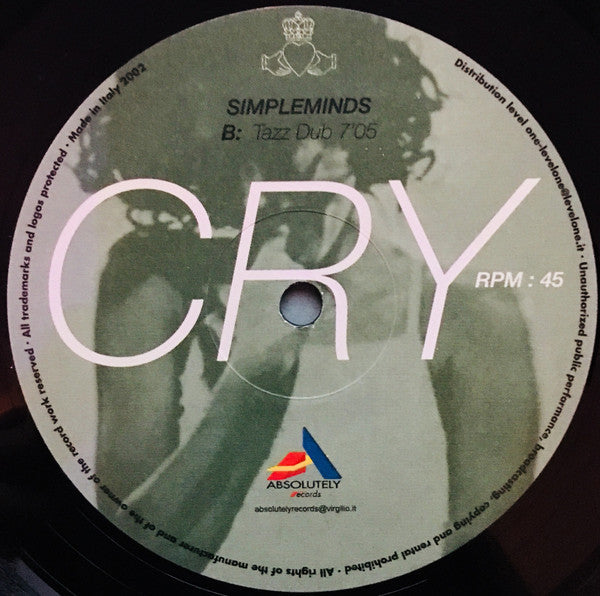 SIMPLEMINDS
B: Tazz Dub 7'05
CRY
RPM : 45
ABSOLUTELY
records
absolutelyrecords@virgilio.it
Distribution level one-levelone@levelone.it · Unauthorized public performance, broadcasting, copying and rental prohibited · All rights of the manufacturer and of the owner of the record work reserved · All trademarks and logos protected · Made in Italy 2002